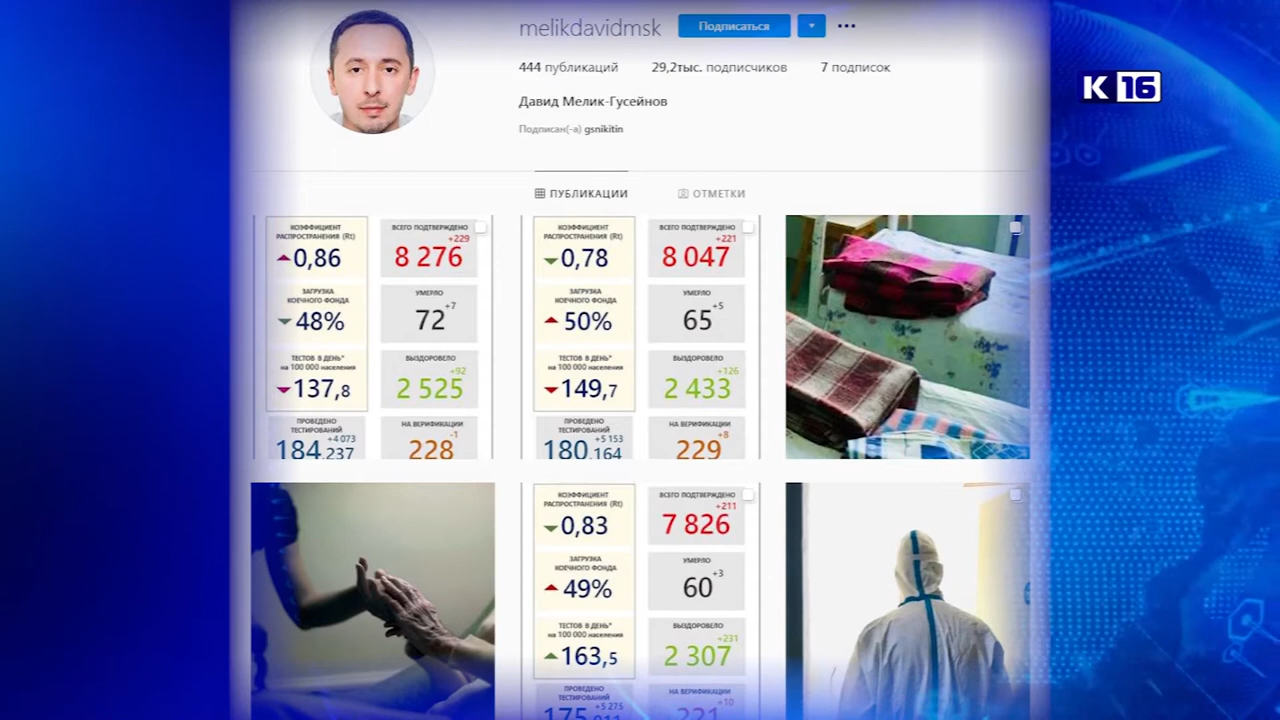 melikdavidmsk Подписаться
444 публикаций 29,2тыс. подписчиков 7 подписок
Давид Мелик-Гусейнов
Подписан(-а) gsnikitin
К 16
ПУБЛИКАЦИИ ОТМЕТКИ
КОЭФФИЦИЕНТ
РАСПРОСТРАНЕНИЯ (Rt)
0,86
ВСЕГО ПОДТВЕРЖДЕНО
+229
8 276
ЗАГРУЗКА
КОЕЧНОГО ФОНДА
48%
УМЕРЛО
+7
72
ТЕСТОВ В ДЕНЬ*
на 100 000 населения
137,8
ВЫЗДОРОВЕЛО
+92
2 525
ПРОВЕДЕНО
ТЕСТИРОВАНИЙ
+4 073
184 237
НА ВЕРИФИКАЦИИ
-1
228
КОЭФФИЦИЕНТ
РАСПРОСТРАНЕНИЯ (Rt)
0,78
ВСЕГО ПОДТВЕРЖДЕНО
+221
8 047
ЗАГРУЗКА
КОЕЧНОГО ФОНДА
50%
УМЕРЛО
+5
65
ТЕСТОВ В ДЕНЬ*
на 100 000 населения
149,7
ВЫЗДОРОВЕЛО
+126
2 433
ПРОВЕДЕНО
ТЕСТИРОВАНИЙ
+5 153
180 164
НА ВЕРИФИКАЦИИ
+8
229
КОЭФФИЦИЕНТ
РАСПРОСТРАНЕНИЯ (Rt)
0,83
ВСЕГО ПОДТВЕРЖДЕНО
+211
7 826
ЗАГРУЗКА
КОЕЧНОГО ФОНДА
49%
УМЕРЛО
+3
60
ТЕСТОВ В ДЕНЬ*
на 100 000 населения
163,5
ВЫЗДОРОВЕЛО
+231
2 307
ПРОВЕДЕНО
ТЕСТИРОВАНИЙ
+5 275
175 011
НА ВЕРИФИКАЦИИ
+10
221